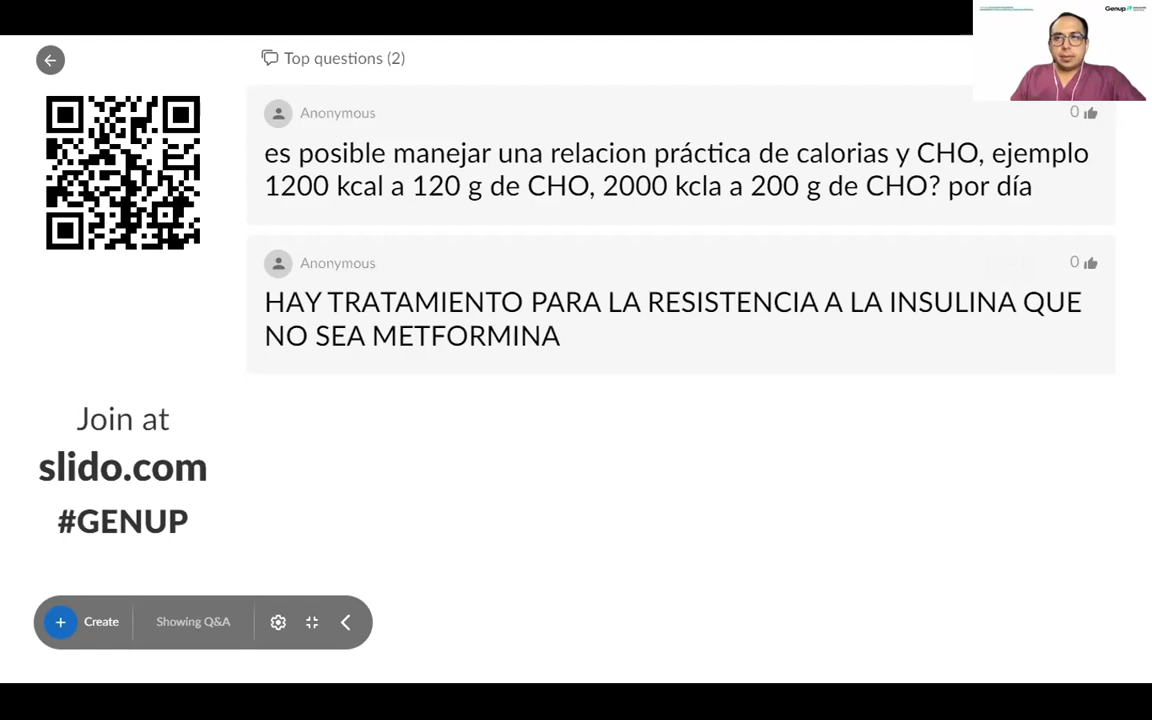 Top questions (2)
Genup
Anonymous
0
es posible manejar una relacion práctica de calorias y CHO, ejemplo
1200 kcal a 120 g de CHO, 2000 kcla a 200 g de CHO? por día
Anonymous
0
HAY TRATAMIENTO PARA LA RESISTENCIA A LA INSULINA QUE
NO SEA METFORMINA
Join at
slido.com
#GENUP
Create
Showing Q&A